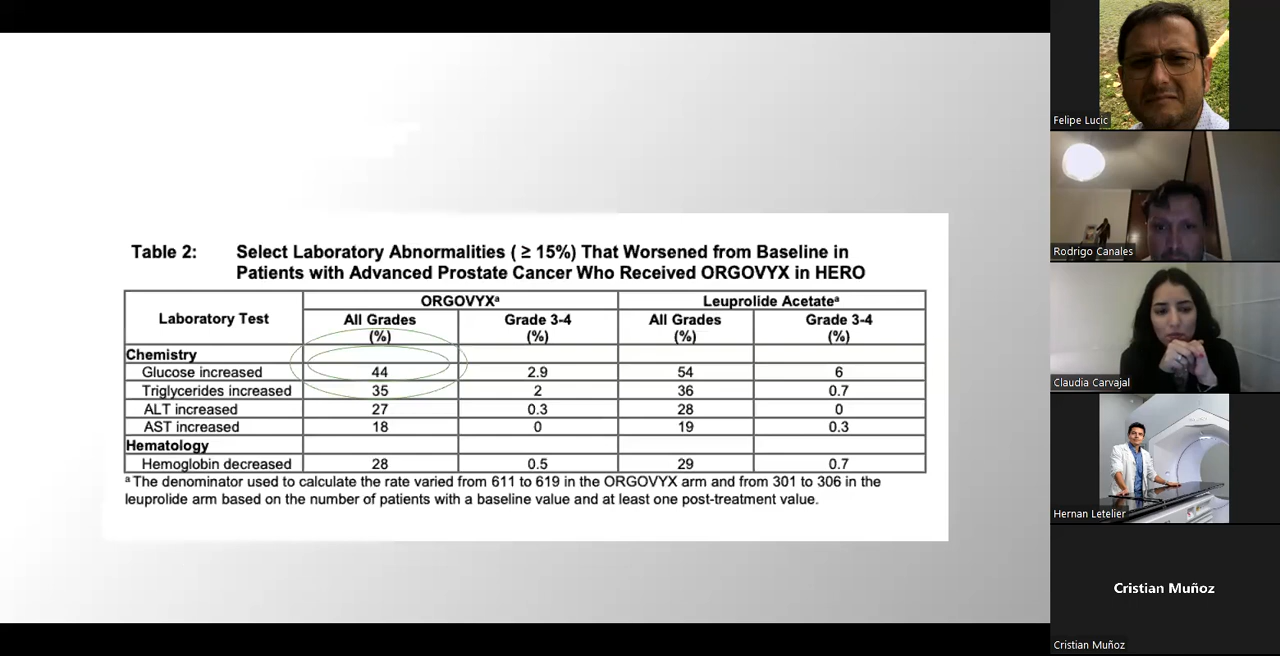 Table 2: Select Laboratory Abnormalities ( ≥ 15%) That Worsened from Baseline in
Patients with Advanced Prostate Cancer Who Received ORGOVYX in HERO
Laboratory Test ORGOVYXᵃ Leuprolide Acetateᵃ
All Grades (%) Grade 3-4 (%) All Grades (%) Grade 3-4 (%)
Chemistry
Glucose increased 44 2.9 54 6
Triglycerides increased 35 2 36 0.7
ALT increased 27 0.3 28 0
AST increased 18 0 19 0.3
Hematology
Hemoglobin decreased 28 0.5 29 0.7
ᵃ The denominator used to calculate the rate varied from 611 to 619 in the ORGOVYX arm and from 301 to 306 in the
leuprolide arm based on the number of patients with a baseline value and at least one post-treatment value.
Felipe Lucic
Rodrigo Canales
Claudia Carvajal
Hernan Letelier
Cristian Muñoz
Cristian Muñoz